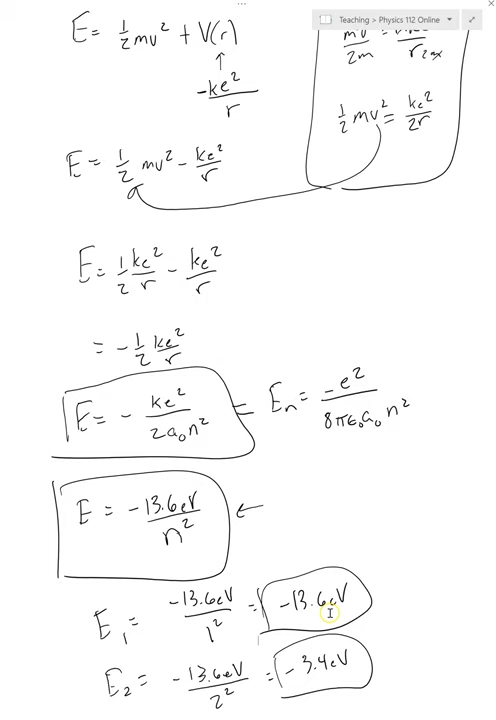 Teaching > Physics 112 Online
E = 1/2 mv² + V(r)
↑
-ke²/r
½ mv² = ke²/2r
E = 1/2 mv² - ke²/r
E = 1/2 ke²/r - ke²/r
= -1/2 ke²/r
E = - ke²/2a₀n² = Eₙ = -e²/8πε₀a₀n²
E = -13.6eV/n² ←
E₁ = -13.6eV/1² = -13.6eV
E₂ = -13.6eV/2² = -3.4eV